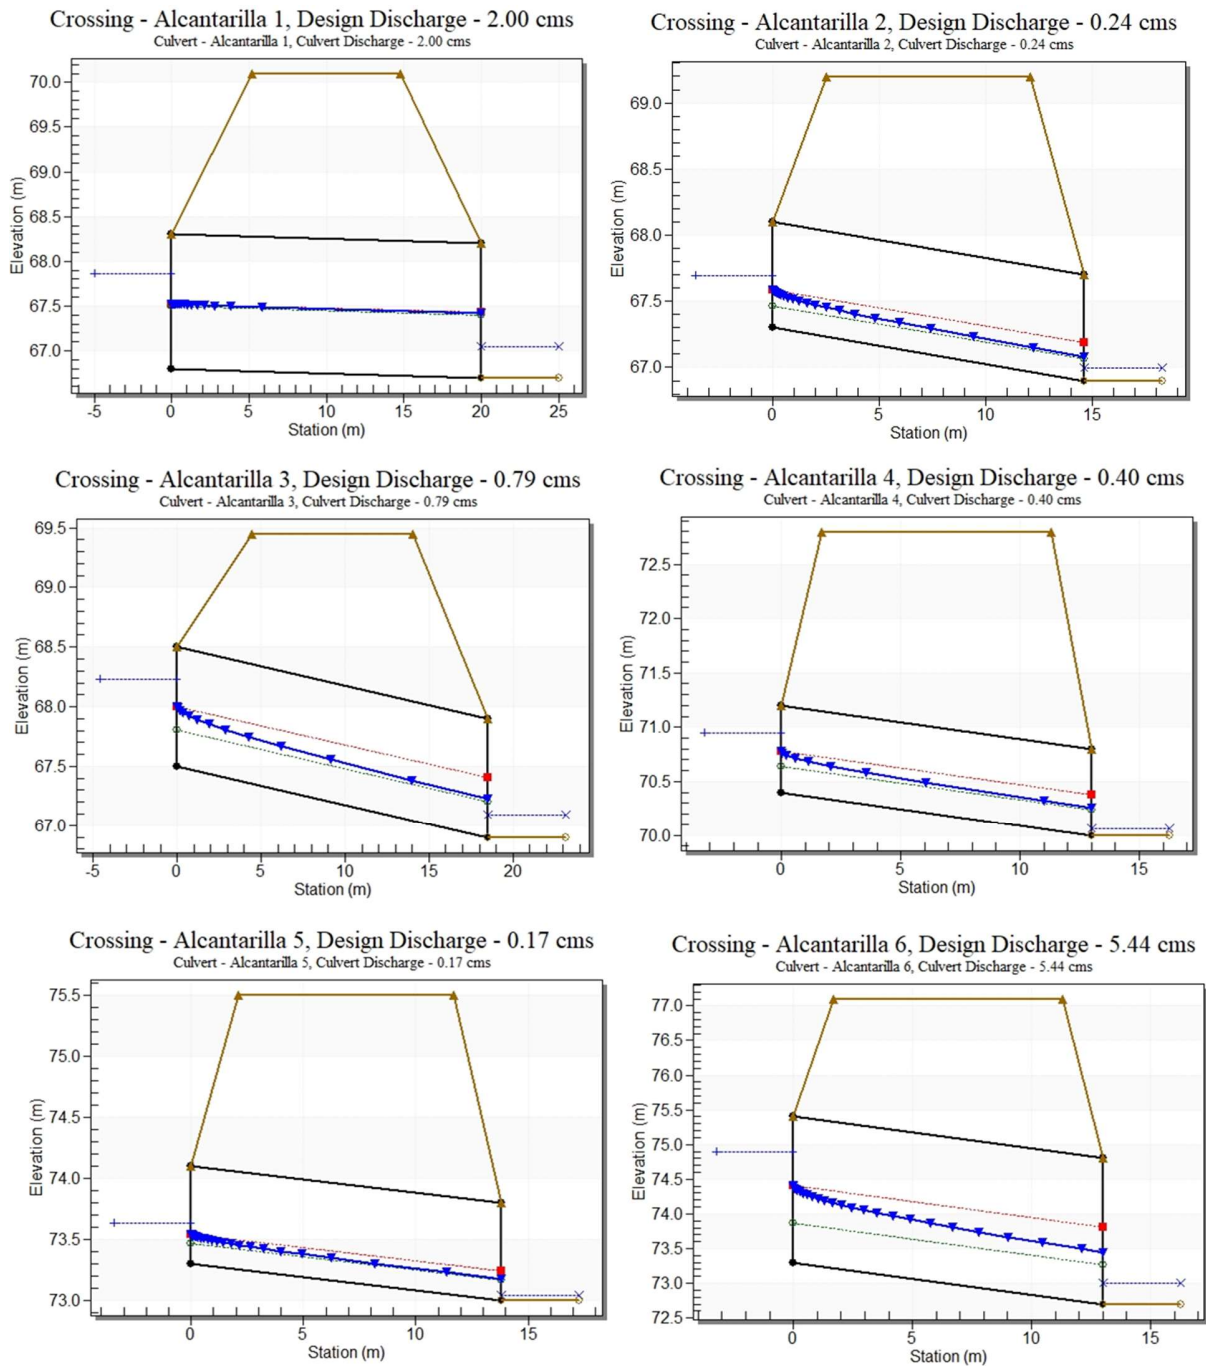 Crossing - Alcantarilla 1, Design Discharge - 2.00 cms
Culvert - Alcantarilla 1, Culvert Discharge - 2.00 cms
70.0
69.5
69.0
68.5
68.0
67.5
67.0
Elevation (m)
-5 0 5 10 15 20 25
Station (m)
Crossing - Alcantarilla 2, Design Discharge - 0.24 cms
Culvert - Alcantarilla 2, Culvert Discharge - 0.24 cms
69.0
68.5
68.0
67.5
67.0
Elevation (m)
0 5 10 15
Station (m)
Crossing - Alcantarilla 3, Design Discharge - 0.79 cms
Culvert - Alcantarilla 3, Culvert Discharge - 0.79 cms
69.5
69.0
68.5
68.0
67.5
67.0
Elevation (m)
-5 0 5 10 15 20
Station (m)
Crossing - Alcantarilla 4, Design Discharge - 0.40 cms
Culvert - Alcantarilla 4, Culvert Discharge - 0.40 cms
72.5
72.0
71.5
71.0
70.5
70.0
Elevation (m)
0 5 10 15
Station (m)
Crossing - Alcantarilla 5, Design Discharge - 0.17 cms
Culvert - Alcantarilla 5, Culvert Discharge - 0.17 cms
75.5
75.0
74.5
74.0
73.5
73.0
Elevation (m)
0 5 10 15
Station (m)
Crossing - Alcantarilla 6, Design Discharge - 5.44 cms
Culvert - Alcantarilla 6, Culvert Discharge - 5.44 cms
77.0
76.5
76.0
75.5
75.0
74.5
74.0
73.5
73.0
72.5
Elevation (m)
0 5 10 15
Station (m)